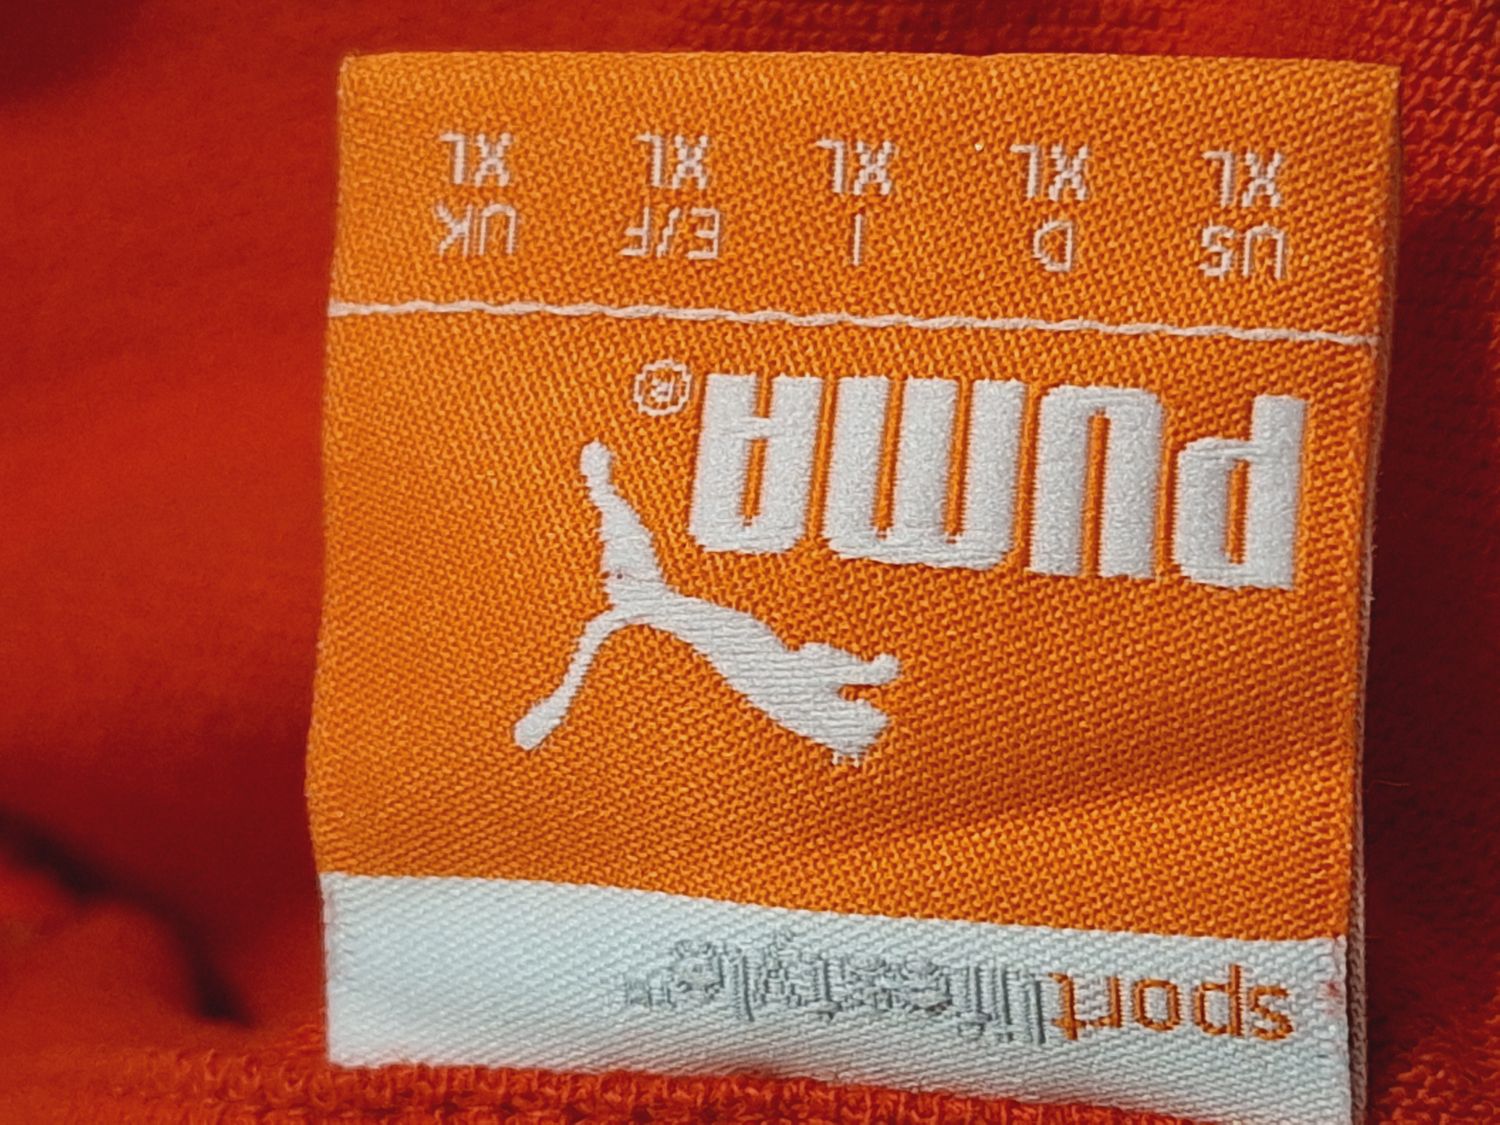 sportlifestyle
PUMA®
US D I E/F UK
XL XL XL XL XL